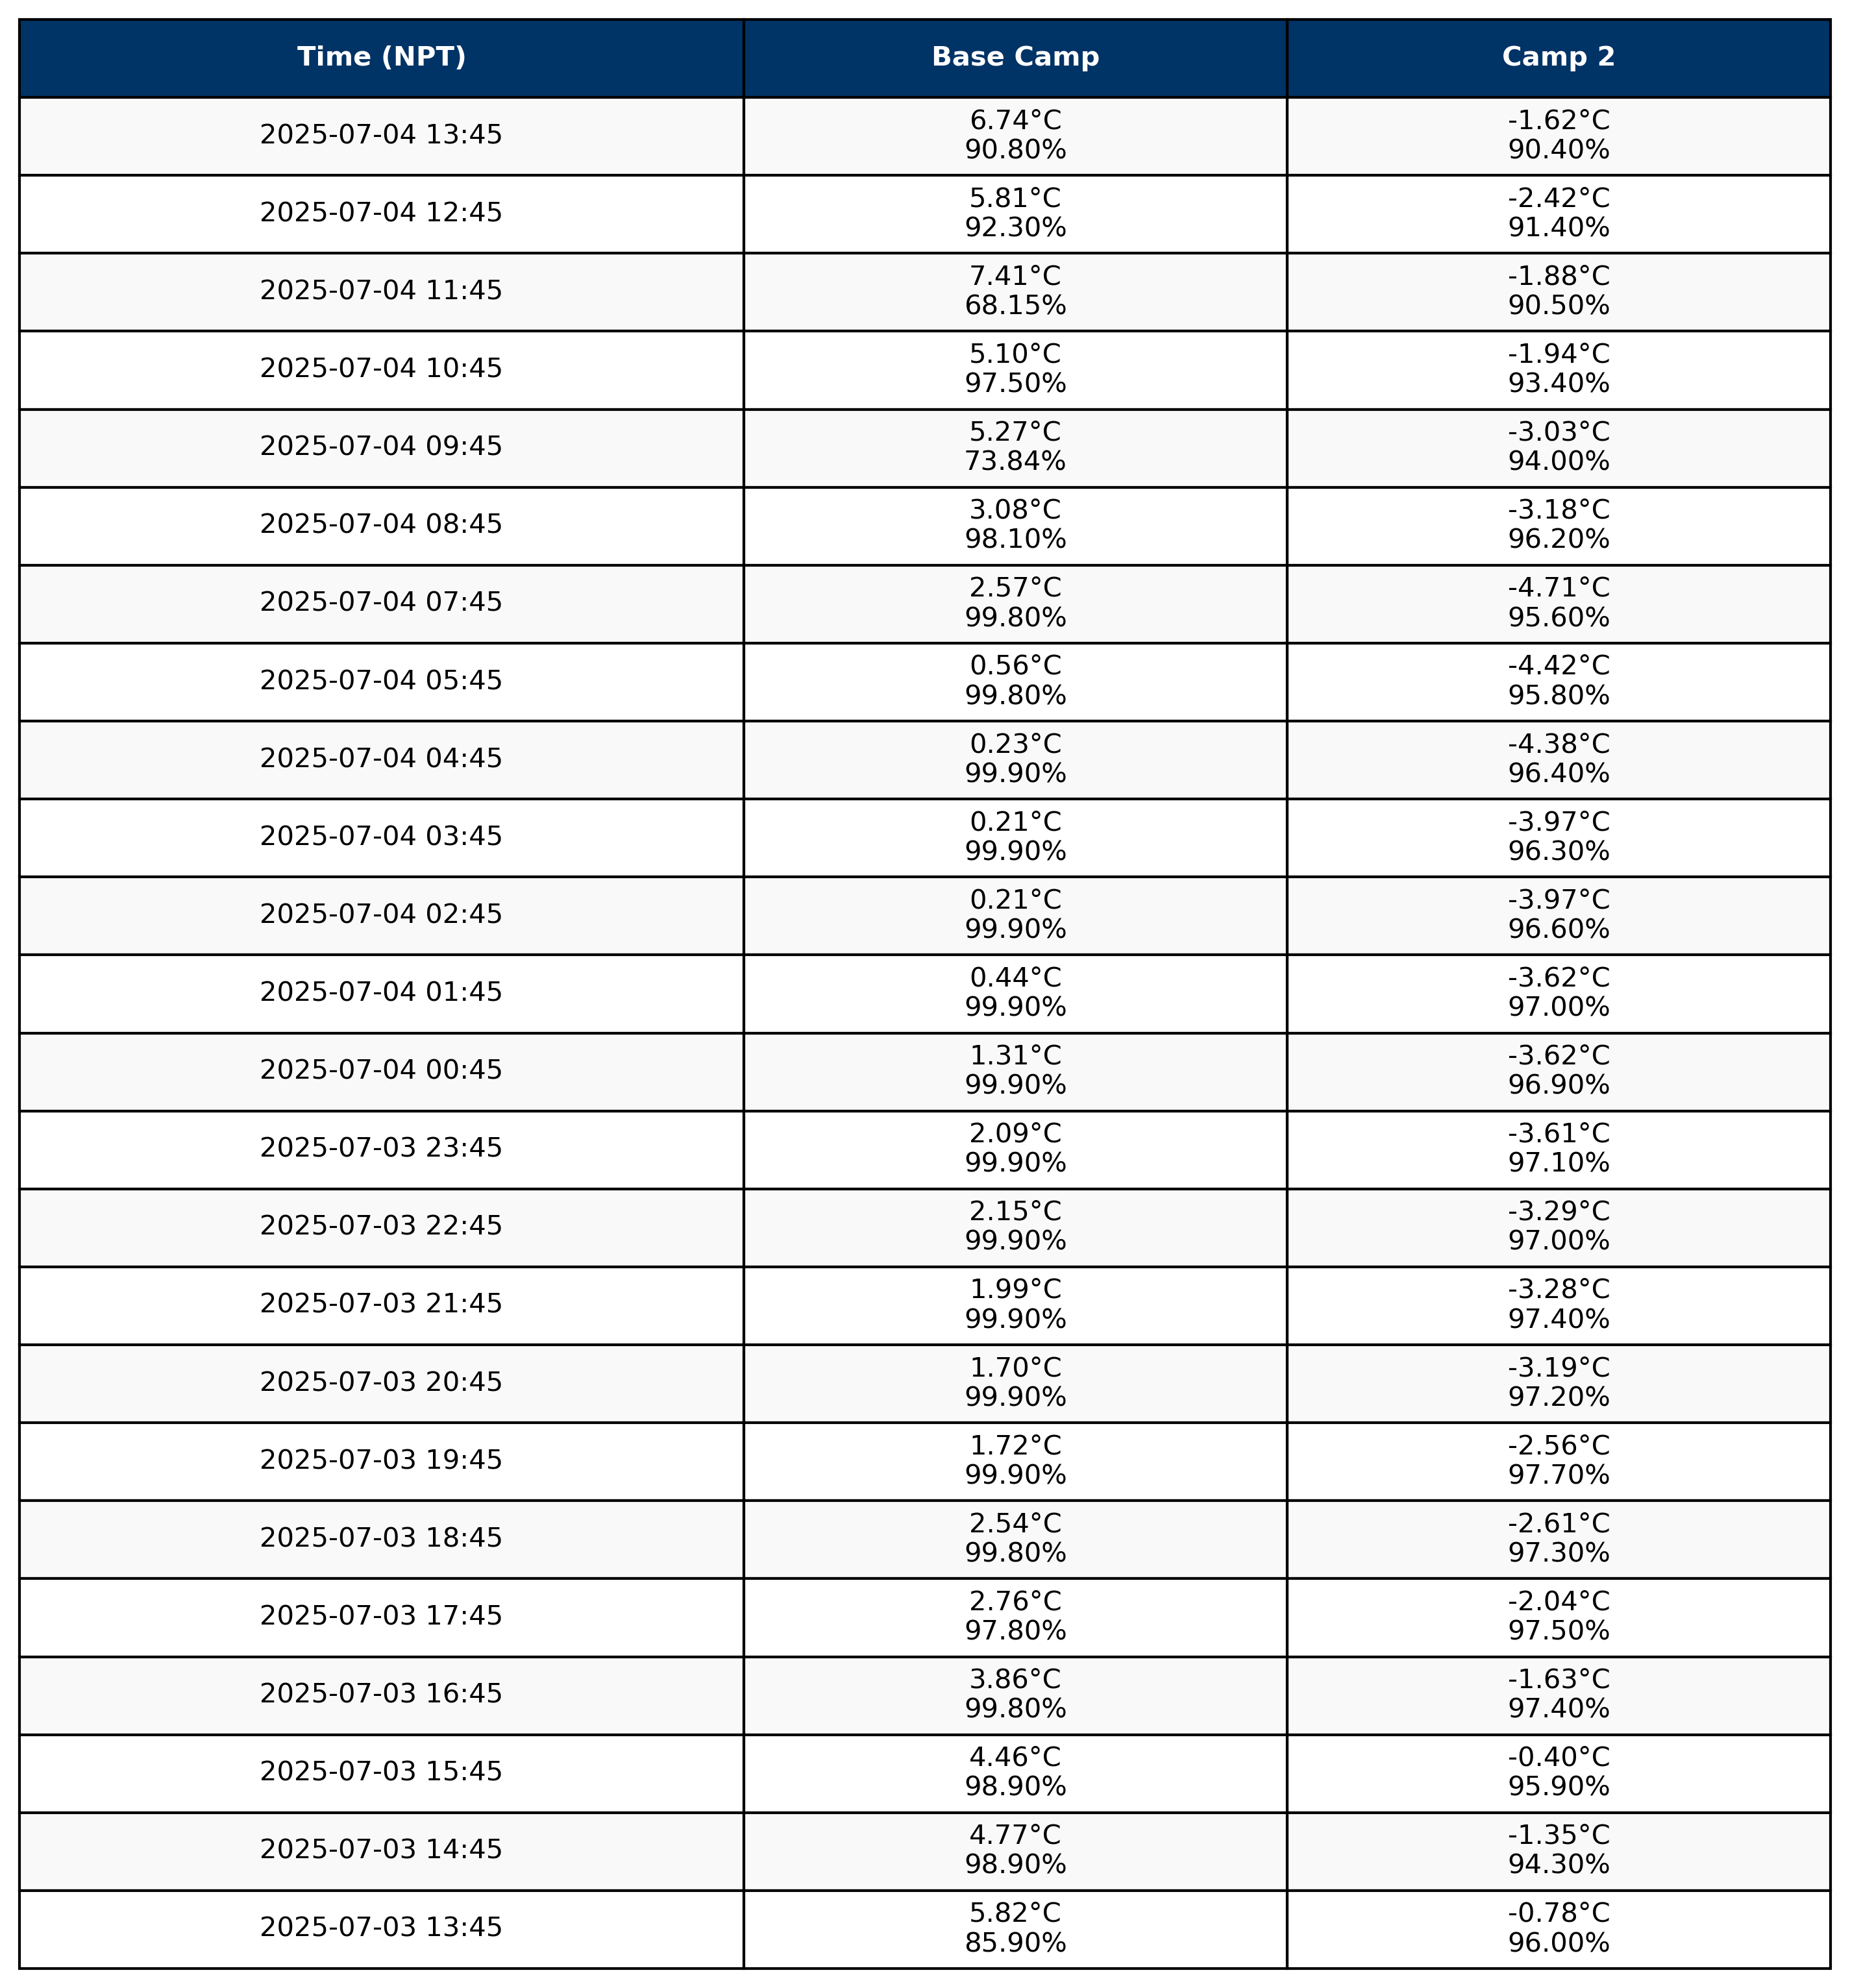 Time (NPT) Base Camp Camp 2
2025-07-04 13:45 6.74°C -1.62°C
90.80% 90.40%
2025-07-04 12:45 5.81°C -2.42°C
92.30% 91.40%
2025-07-04 11:45 7.41°C -1.88°C
68.15% 90.50%
2025-07-04 10:45 5.10°C -1.94°C
97.50% 93.40%
2025-07-04 09:45 5.27°C -3.03°C
73.84% 94.00%
2025-07-04 08:45 3.08°C -3.18°C
98.10% 96.20%
2025-07-04 07:45 2.57°C -4.71°C
99.80% 95.60%
2025-07-04 05:45 0.56°C -4.42°C
99.80% 95.80%
2025-07-04 04:45 0.23°C -4.38°C
99.90% 96.40%
2025-07-04 03:45 0.21°C -3.97°C
99.90% 96.30%
2025-07-04 02:45 0.21°C -3.97°C
99.90% 96.60%
2025-07-04 01:45 0.44°C -3.62°C
99.90% 97.00%
2025-07-04 00:45 1.31°C -3.62°C
99.90% 96.90%
2025-07-03 23:45 2.09°C -3.61°C
99.90% 97.10%
2025-07-03 22:45 2.15°C -3.29°C
99.90% 97.00%
2025-07-03 21:45 1.99°C -3.28°C
99.90% 97.40%
2025-07-03 20:45 1.70°C -3.19°C
99.90% 97.20%
2025-07-03 19:45 1.72°C -2.56°C
99.90% 97.70%
2025-07-03 18:45 2.54°C -2.61°C
99.80% 97.30%
2025-07-03 17:45 2.76°C -2.04°C
97.80% 97.50%
2025-07-03 16:45 3.86°C -1.63°C
99.80% 97.40%
2025-07-03 15:45 4.46°C -0.40°C
98.90% 95.90%
2025-07-03 14:45 4.77°C -1.35°C
98.90% 94.30%
2025-07-03 13:45 5.82°C -0.78°C
85.90% 96.00%